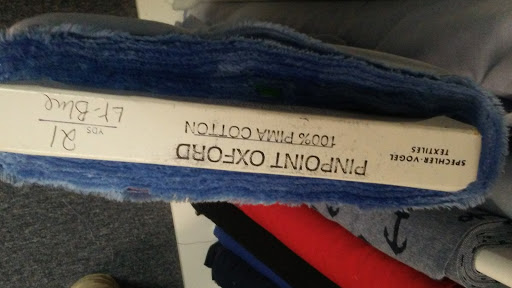 SPECHLER-VOGEL
TEXTILES
PINPOINT OXFORD
100% PIMA COTTON
21
YDS
LT-Blue